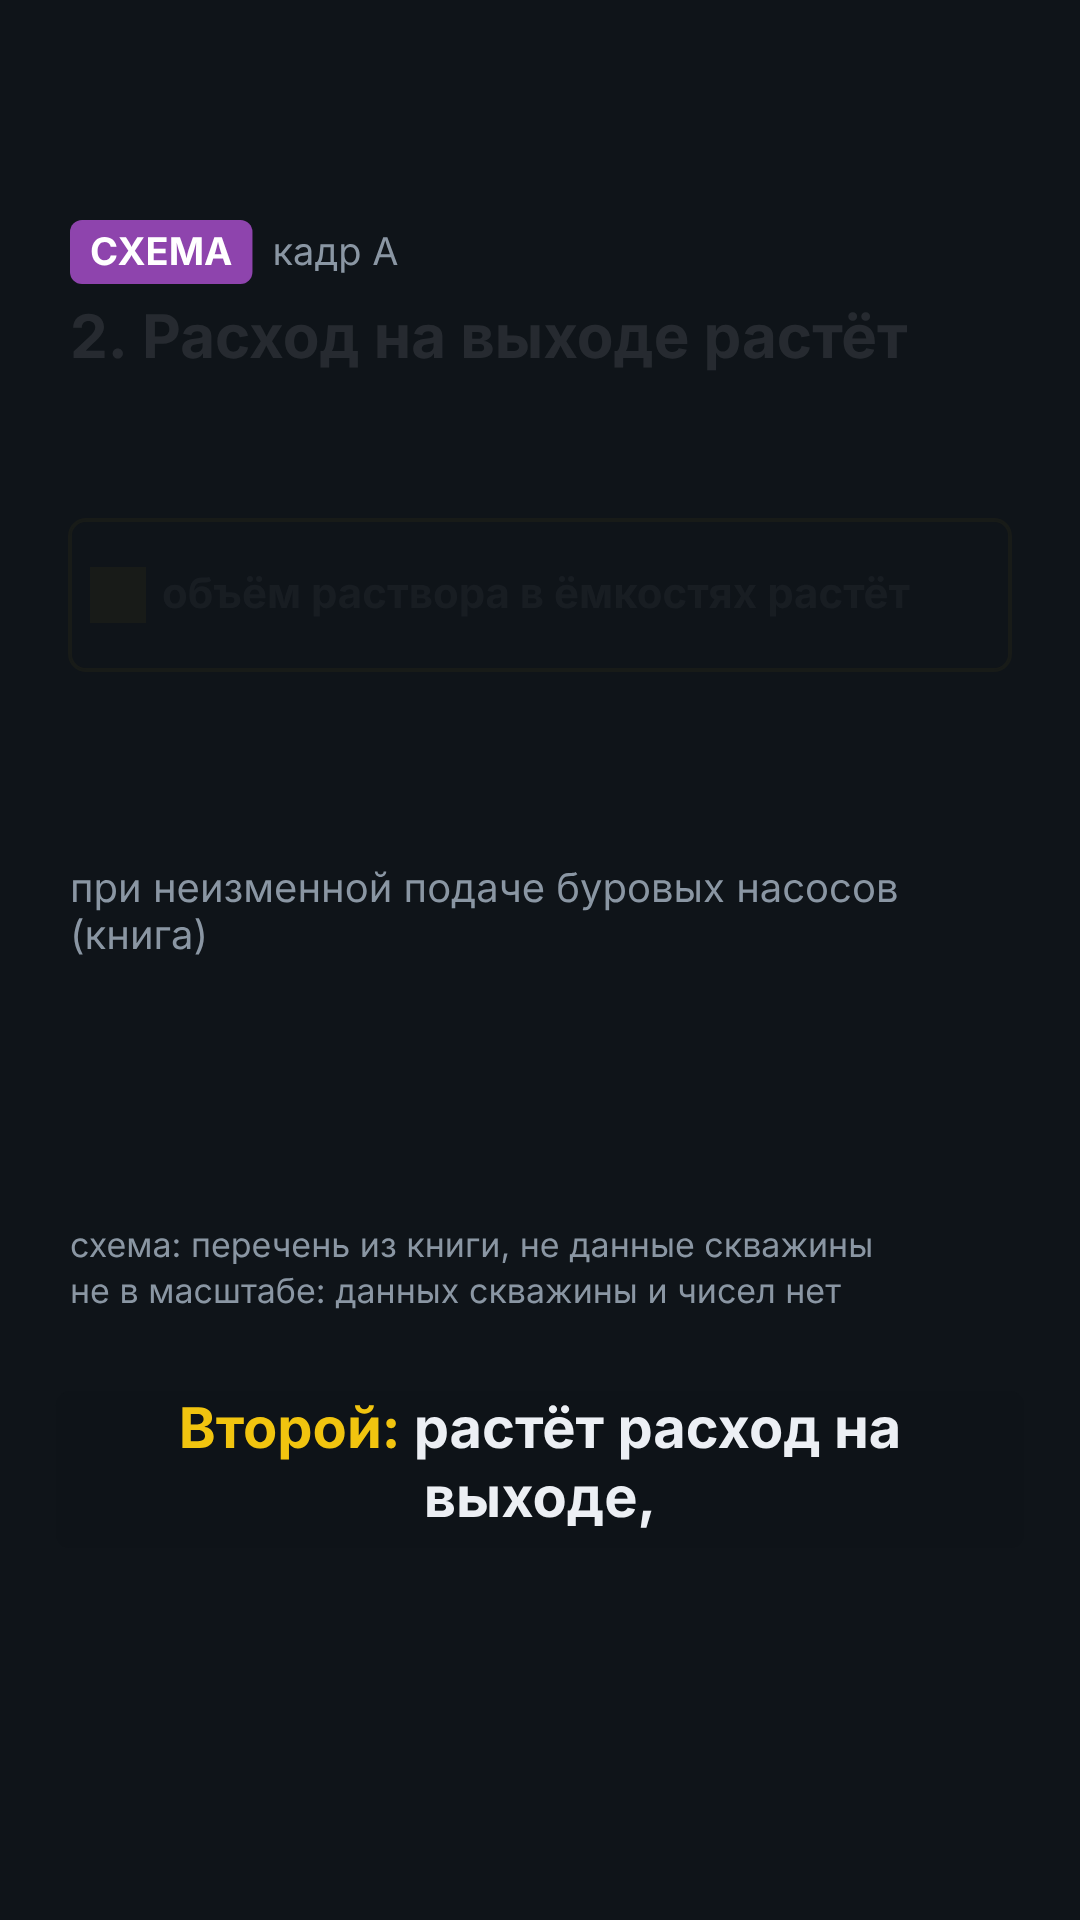 СХЕМА кадр А
2. Расход на выходе растёт
объём раствора в ёмкостях растёт
при неизменной подаче буровых насосов
(книга)
схема: перечень из книги, не данные скважины
не в масштабе: данных скважины и чисел нет
Второй: растёт расход на
выходе,